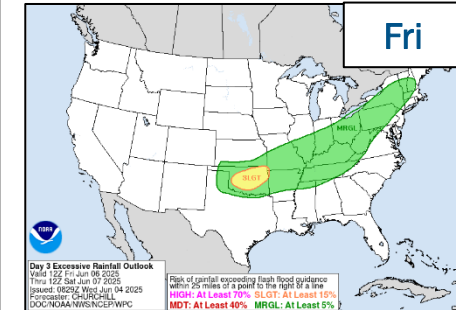 Fri
MRGL
SLGT
NOAA
Day 3 Excessive Rainfall Outlook
Valid 12Z Fri Jun 06 2025
Thru 12Z Sat Jun 07 2025
Issued: 0829Z Wed Jun 04 2025
Forecaster: CHURCHILL
DOC/NOAA/NWS/NCEP/WPC
Risk of rainfall exceeding flash flood guidance
within 25 miles of a point to the right of a line
HIGH: At Least 70% SLGT: At Least 15%
MDT: At Least 40% MRGL: At Least 5%